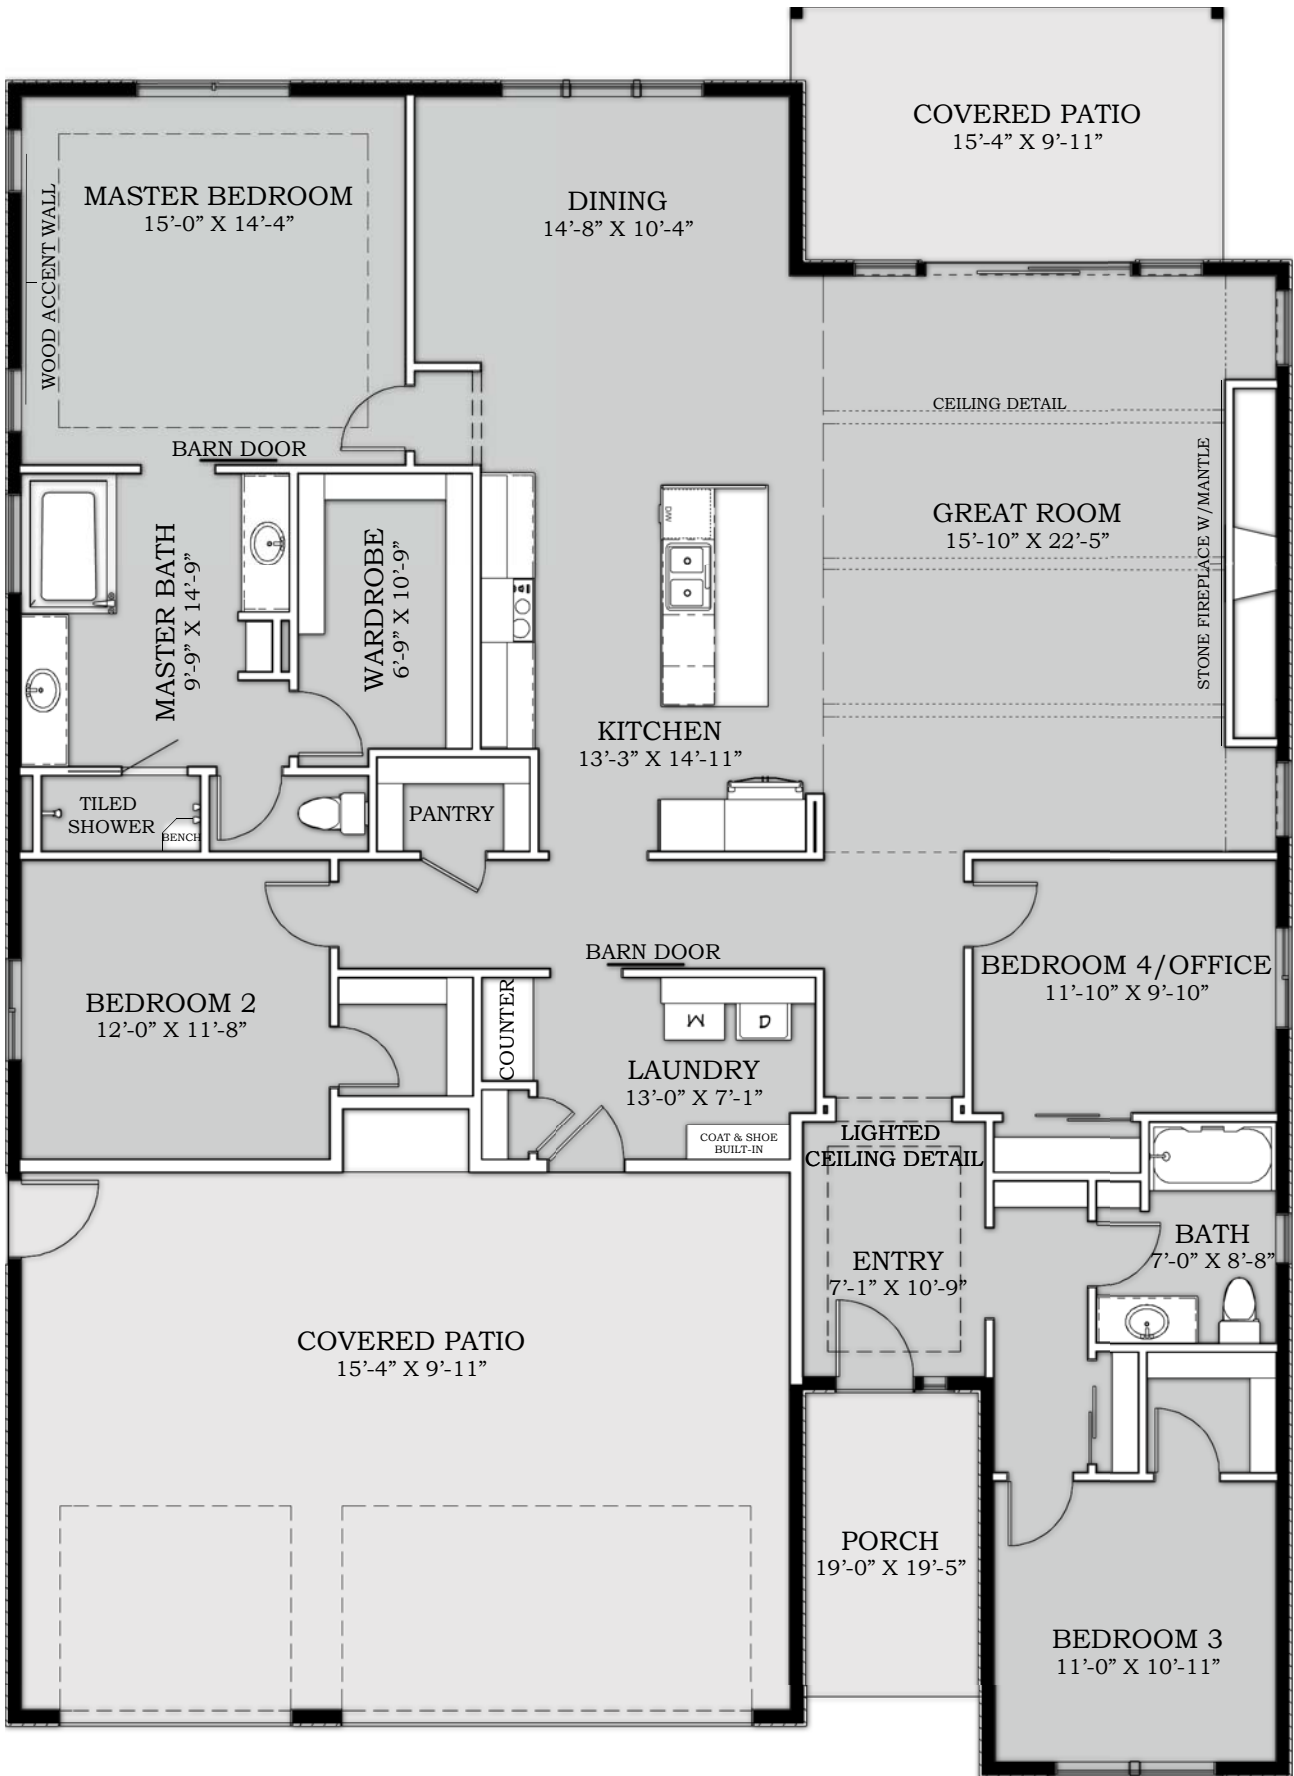 COVERED PATIO
15'-4" X 9'-11"
MASTER BEDROOM
15'-0" X 14'-4"
WOOD ACCENT WALL
DINING
14'-8" X 10'-4"
CEILING DETAIL
BARN DOOR
GREAT ROOM
15'-10" X 22'-5"
STONE FIREPLACE W/MANTLE
MASTER BATH
9'-9" X 14'-9"
WARDROBE
6'-9" X 10'-9"
DW
KITCHEN
13'-3" X 14'-11"
TILED
SHOWER
BENCH
PANTRY
BARN DOOR
BEDROOM 2
12'-0" X 11'-8"
COUNTER
W
D
LAUNDRY
13'-0" X 7'-1"
COAT & SHOE
BUILT-IN
BEDROOM 4/OFFICE
11'-10" X 9'-10"
LIGHTED
CEILING DETAIL
ENTRY
7'-1" X 10'-9"
BATH
7'-0" X 8'-8"
COVERED PATIO
15'-4" X 9'-11"
PORCH
19'-0" X 19'-5"
BEDROOM 3
11'-0" X 10'-11"